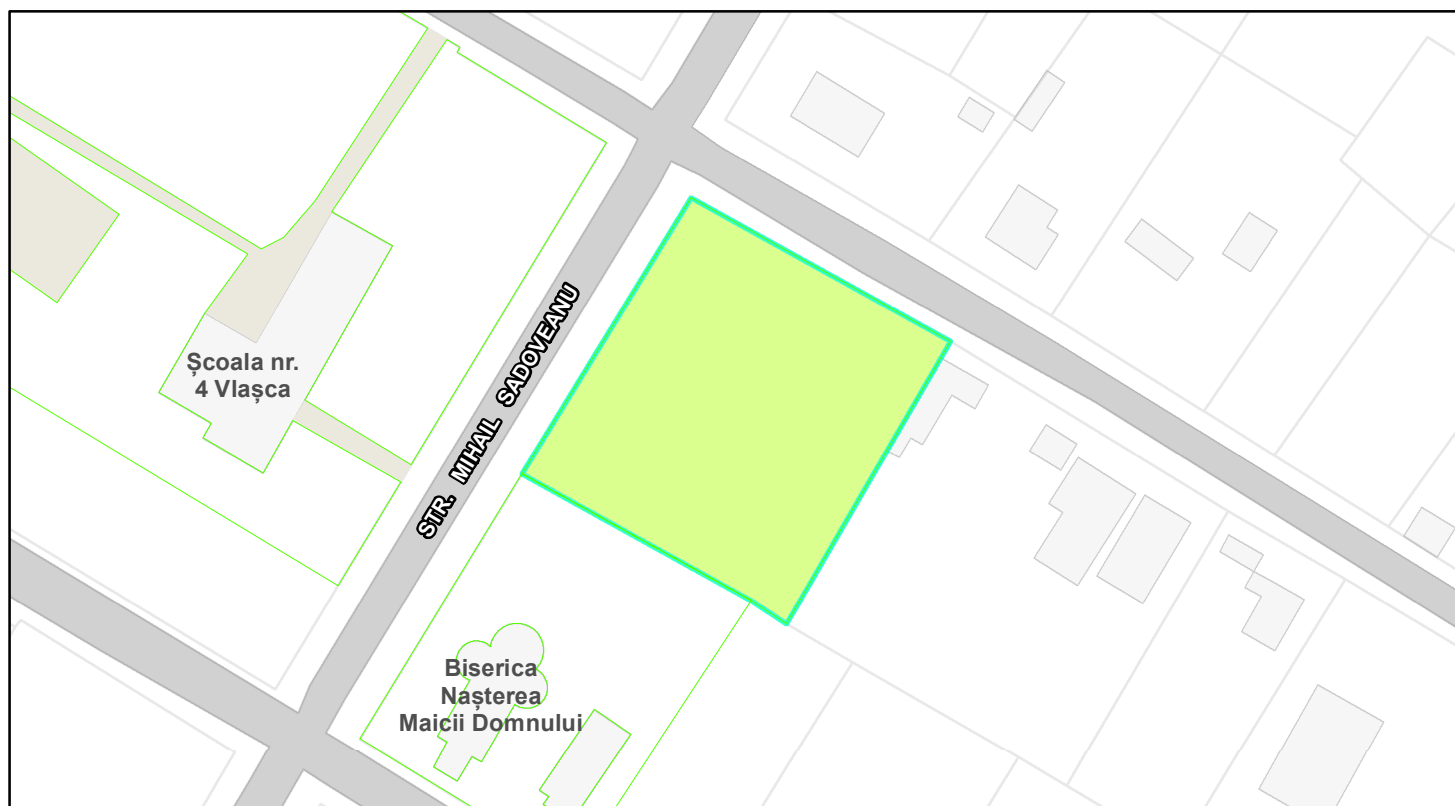 Școala nr.
4 Vlașca
STR. MIHAIL SADOVEANU
Biserica
Nașterea
Maicii Domnului